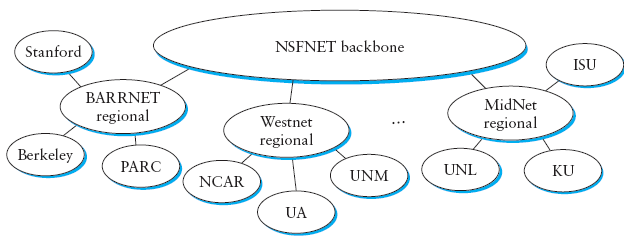 NSFNET backbone
Stanford
ISU
BARRNET
regional
MidNet
regional
Westnet
regional
...
Berkeley
PARC
NCAR
UNM
UNL
KU
UA